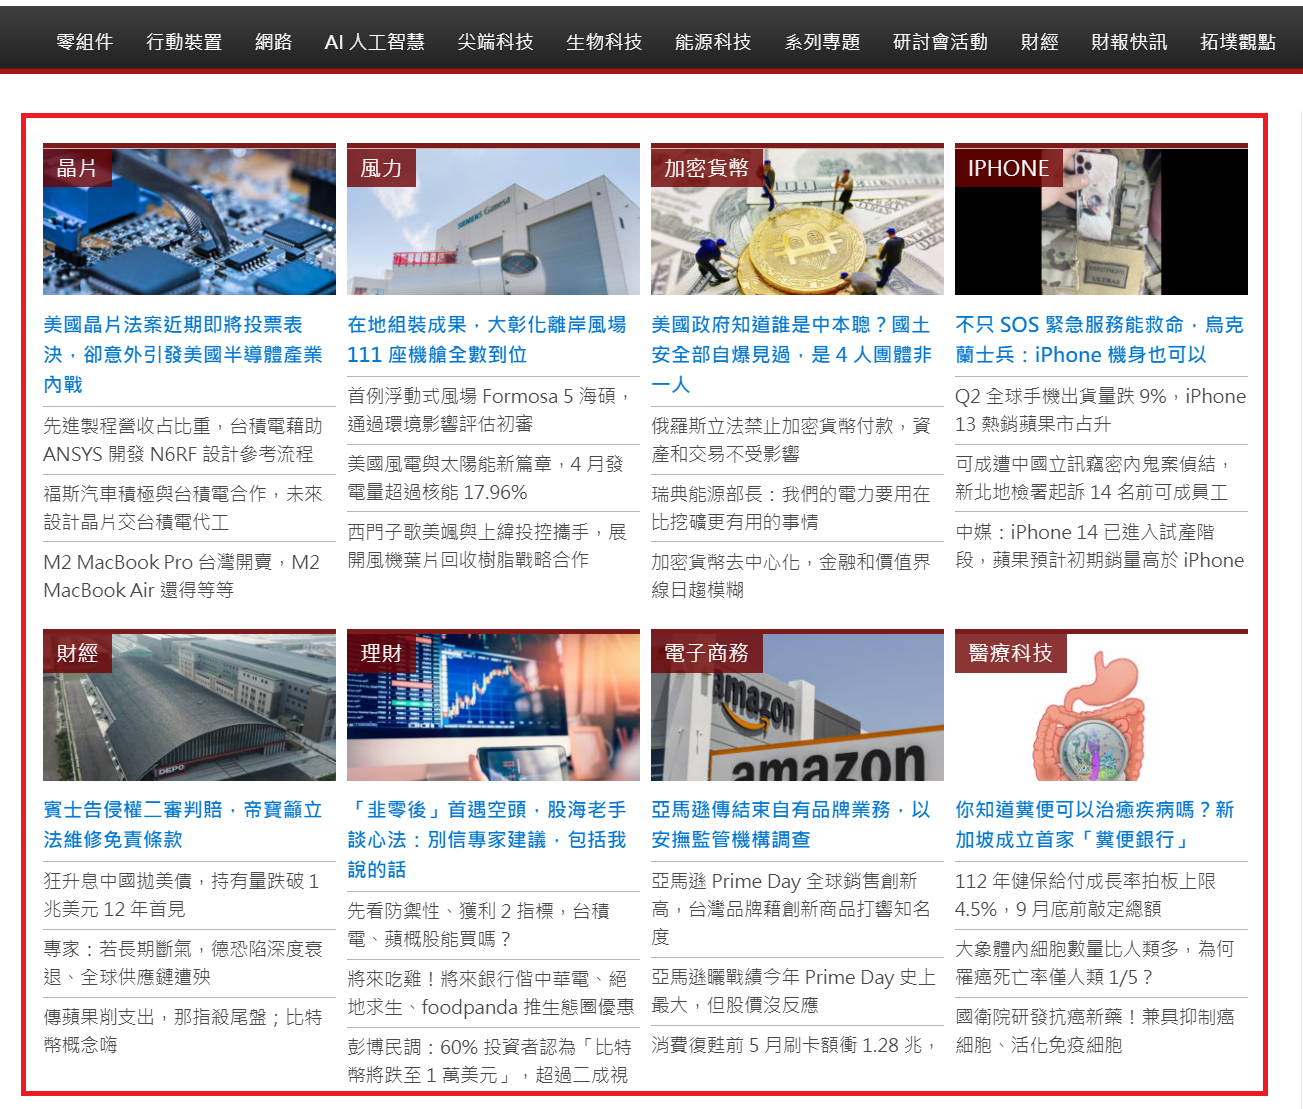 零組件 行動裝置 網路 AI 人工智慧 尖端科技 生物科技 能源科技 系列專題 研討會活動 財經 財報快訊 拓墣觀點
晶片
美國晶片法案近期即將投票表
決，卻意外引發美國半導體產業
內戰
先進製程營收占比重，台積電藉助
ANSYS 開發 N6RF 設計參考流程
福斯汽車積極與台積電合作，未來
設計晶片交台積電代工
M2 MacBook Pro 台灣開賣，M2
MacBook Air 還得等等
風力
SIEMENS Gamesa
在地組裝成果，大彰化離岸風場
111 座機艙全數到位
首例浮動式風場 Formosa 5 海碩，
通過環境影響評估初審
美國風電與太陽能新篇章，4 月發
電量超過核能 17.96%
西門子歌美颯與上緯投控攜手，展
開風機葉片回收樹脂戰略合作
加密貨幣
美國政府知道誰是中本聰？國土
安全部自爆見過，是 4 人團體非
一人
俄羅斯立法禁止加密貨幣付款，資
產和交易不受影響
瑞典能源部長：我們的電力要用在
比挖礦更有用的事情
加密貨幣去中心化，金融和價值界
線日趨模糊
IPHONE
不只 SOS 緊急服務能救命，烏克
蘭士兵：iPhone 機身也可以
Q2 全球手機出貨量跌 9%，iPhone
13 熱銷蘋果市占升
可成遭中國立訊竊密內鬼案偵結，
新北地檢署起訴 14 名前可成員工
中媒：iPhone 14 已進入試產階
段，蘋果預計初期銷量高於 iPhone
財經
DEPO
賓士告侵權二審判賠，帝寶籲立
法維修免責條款
狂升息中國拋美債，持有量跌破 1
兆美元 12 年首見
專家：若長期斷氣，德恐陷深度衰
退、全球供應鏈遭殃
傳蘋果削支出，那指殺尾盤；比特
幣概念嗨
理財
「韭零後」首遇空頭，股海老手
談心法：別信專家建議，包括我
說的話
先看防禦性、獲利 2 指標，台積
電、蘋概股能買嗎？
將來吃雞！將來銀行偕中華電、絕
地求生、foodpanda 推生態圈優惠
彭博民調：60% 投資者認為「比特
幣將跌至 1 萬美元」，超過二成視
電子商務
amazon
amazon
亞馬遜傳結束自有品牌業務，以
安撫監管機構調查
亞馬遜 Prime Day 全球銷售創新
高，台灣品牌藉創新商品打響知名
度
亞馬遜曬戰績今年 Prime Day 史上
最大，但股價沒反應
消費復甦前 5 月刷卡額衝 1.28 兆，
醫療科技
你知道糞便可以治癒疾病嗎？新
加坡成立首家「糞便銀行」
112 年健保給付成長率拍板上限
4.5%，9 月底前敲定總額
大象體內細胞數量比人類多，為何
罹癌死亡率僅人類 1/5？
國衛院研發抗癌新藥！兼具抑制癌
細胞、活化免疫細胞